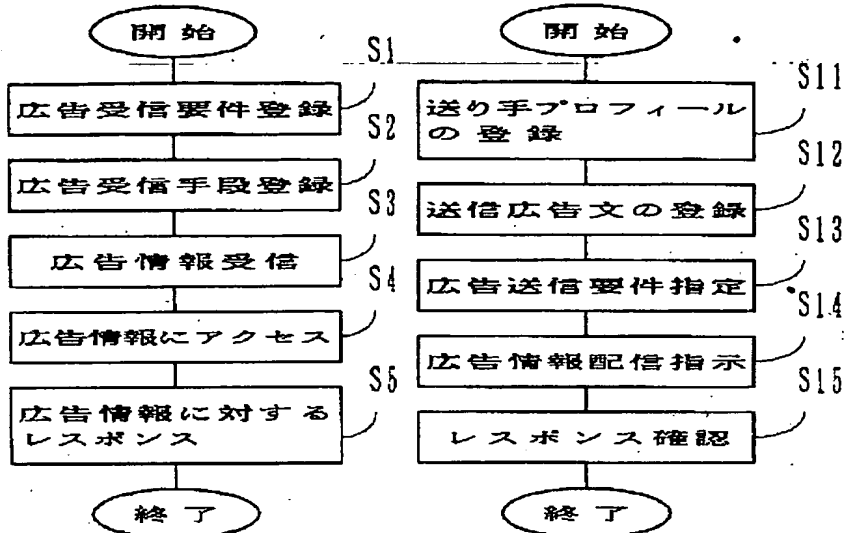 開始
S1
広告受信要件登録
S2
広告受信手段登録
S3
広告情報受信
S4
広告情報にアクセス
S5
広告情報に対する
レスポンス
終了
開始
S11
送り手プロフィール
の登録
S12
送信広告文の登録
S13
広告送信要件指定
S14
広告情報配信指示
S15
レスポンス確認
終了